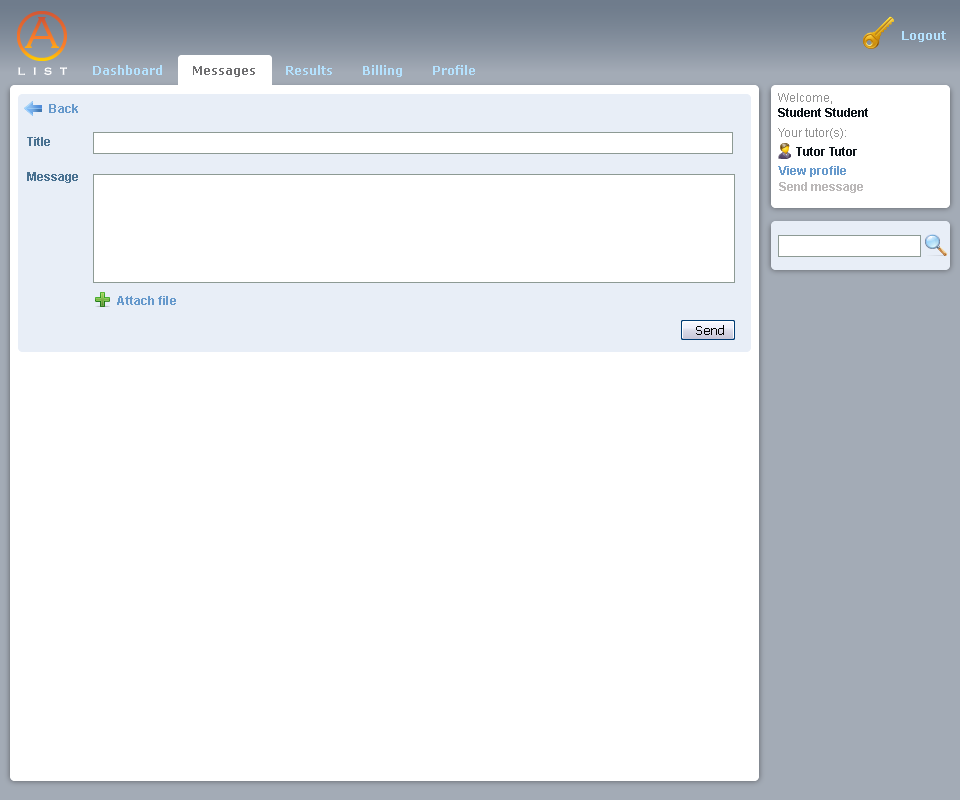 A
LIST
Dashboard Messages Results Billing Profile
Logout
Back
Title
Message
Attach file
Send
Welcome,
Student Student
Your tutor(s):
Tutor Tutor
View profile
Send message